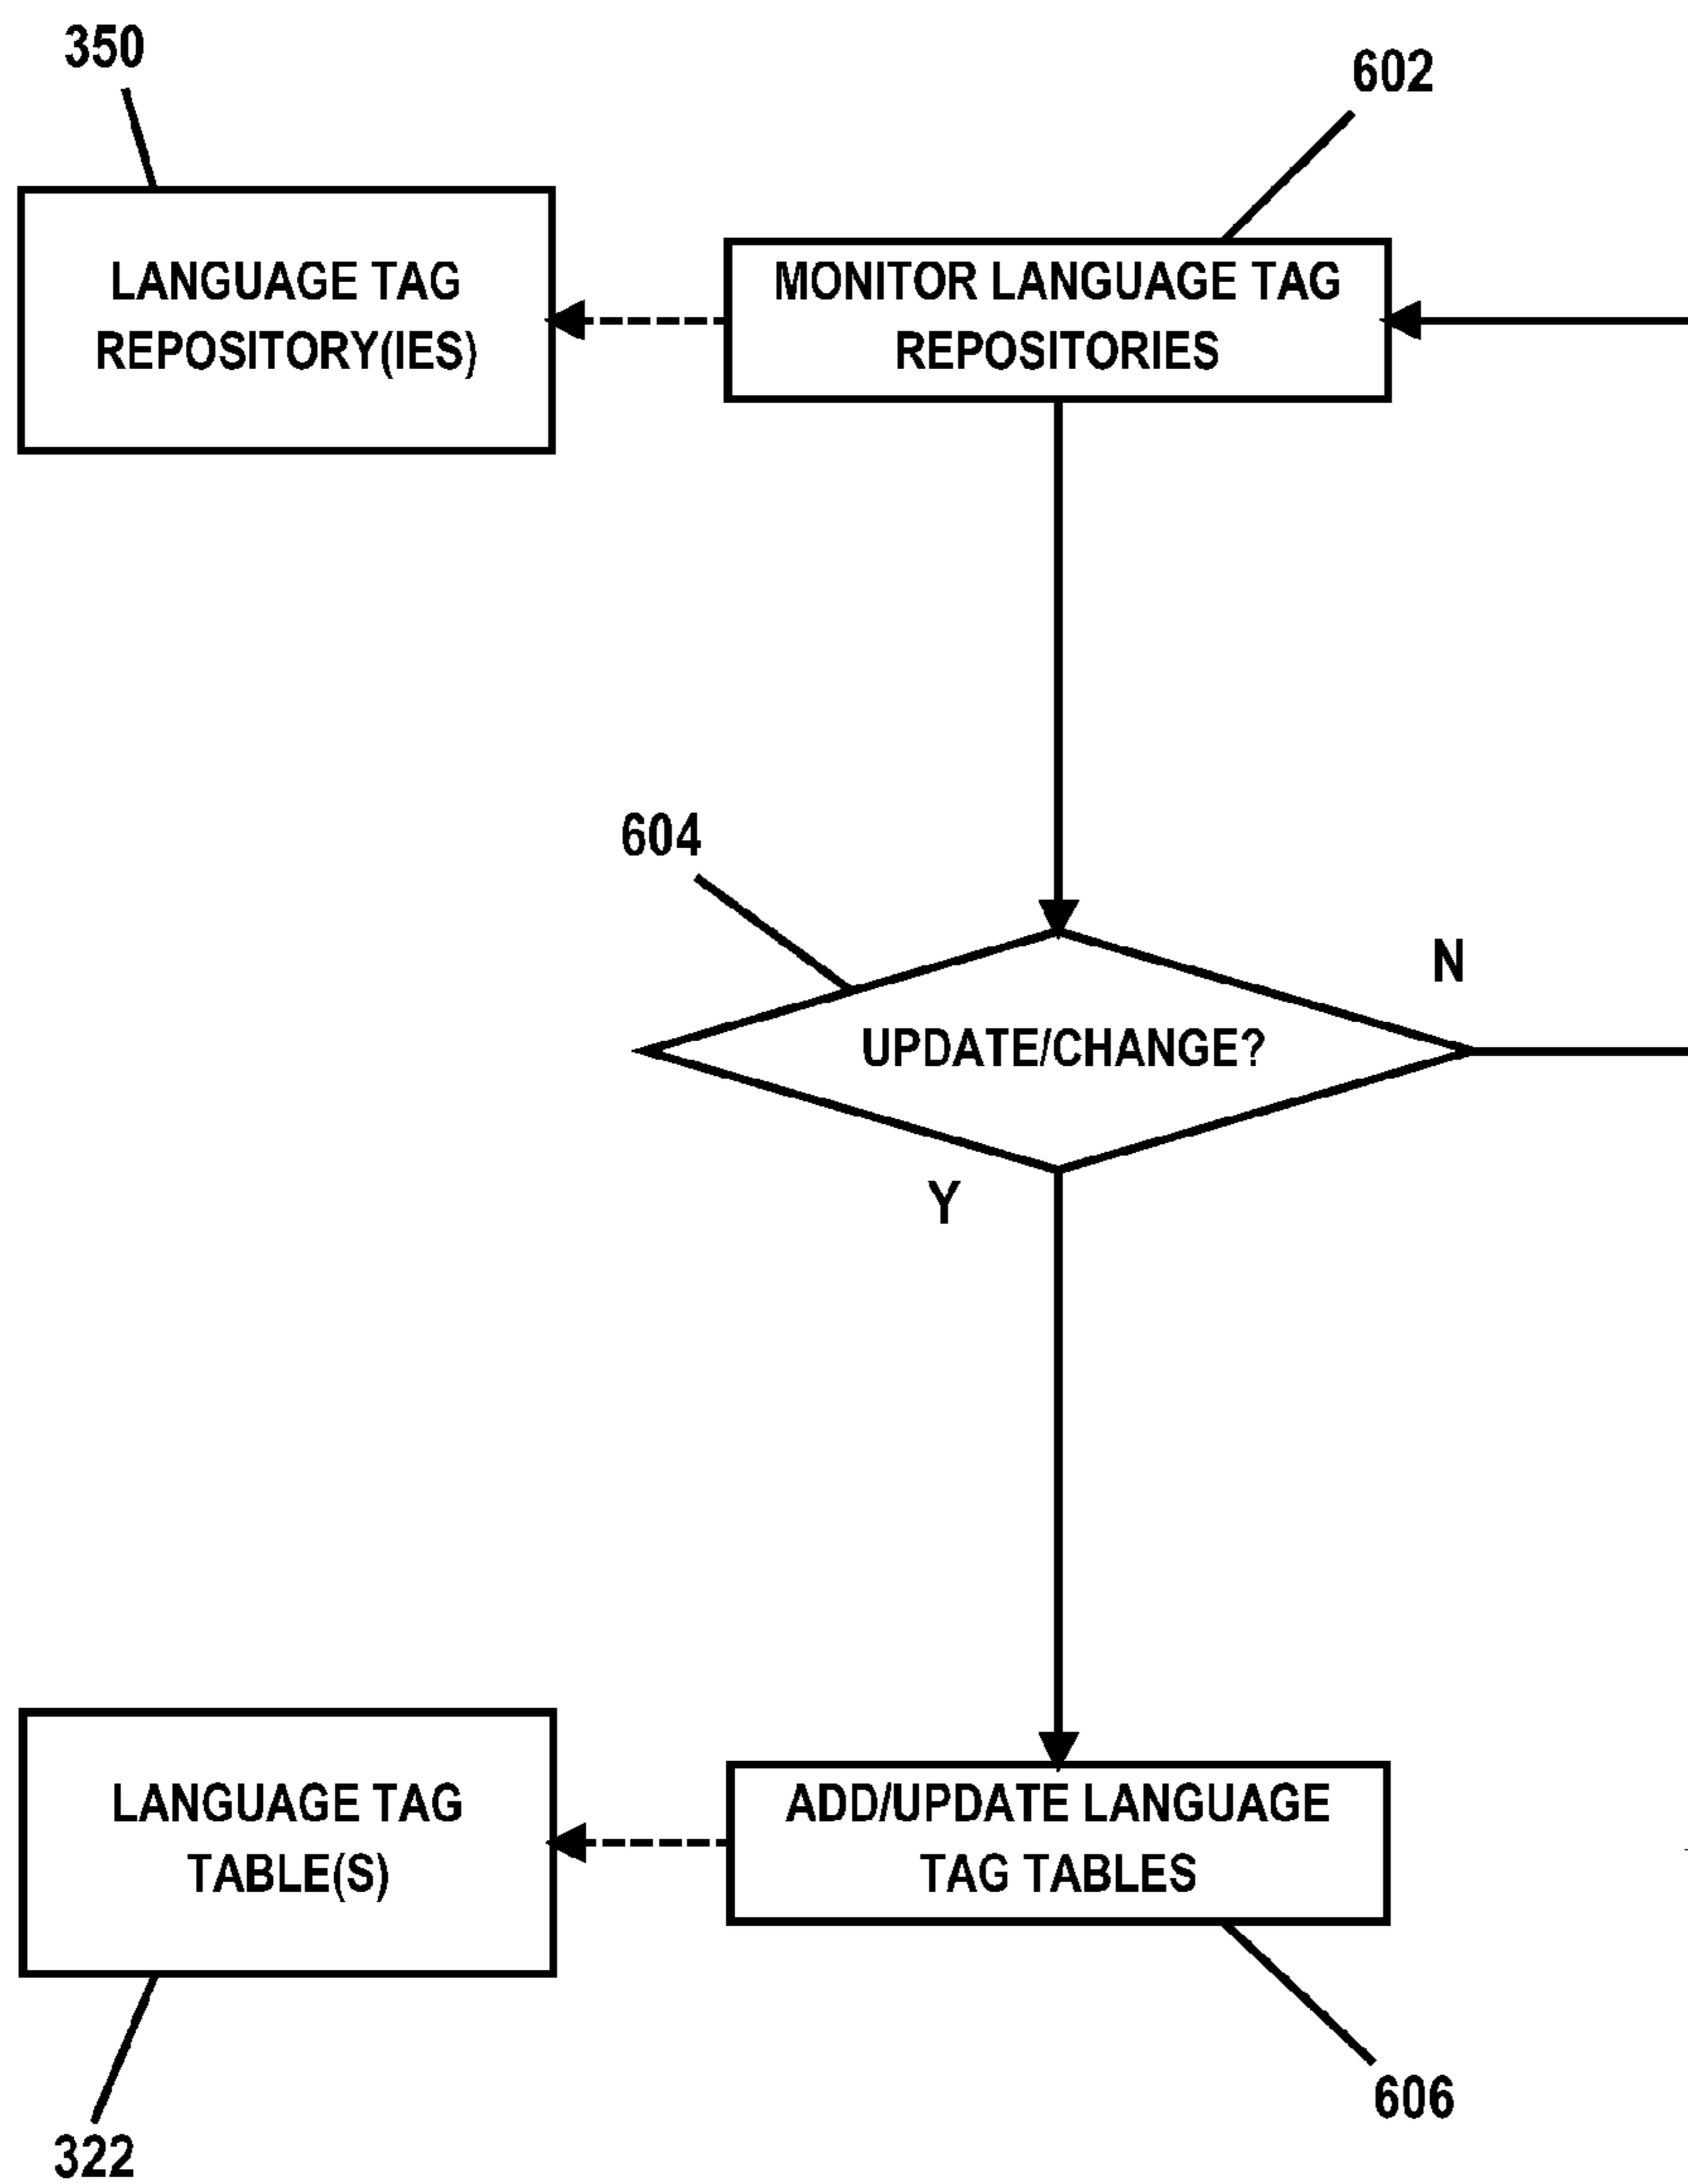 350
602
LANGUAGE TAG
REPOSITORY(IES)
MONITOR LANGUAGE TAG
REPOSITORIES
604
N
UPDATE/CHANGE?
Y
LANGUAGE TAG
TABLE(S)
ADD/UPDATE LANGUAGE
TAG TABLES
606
322